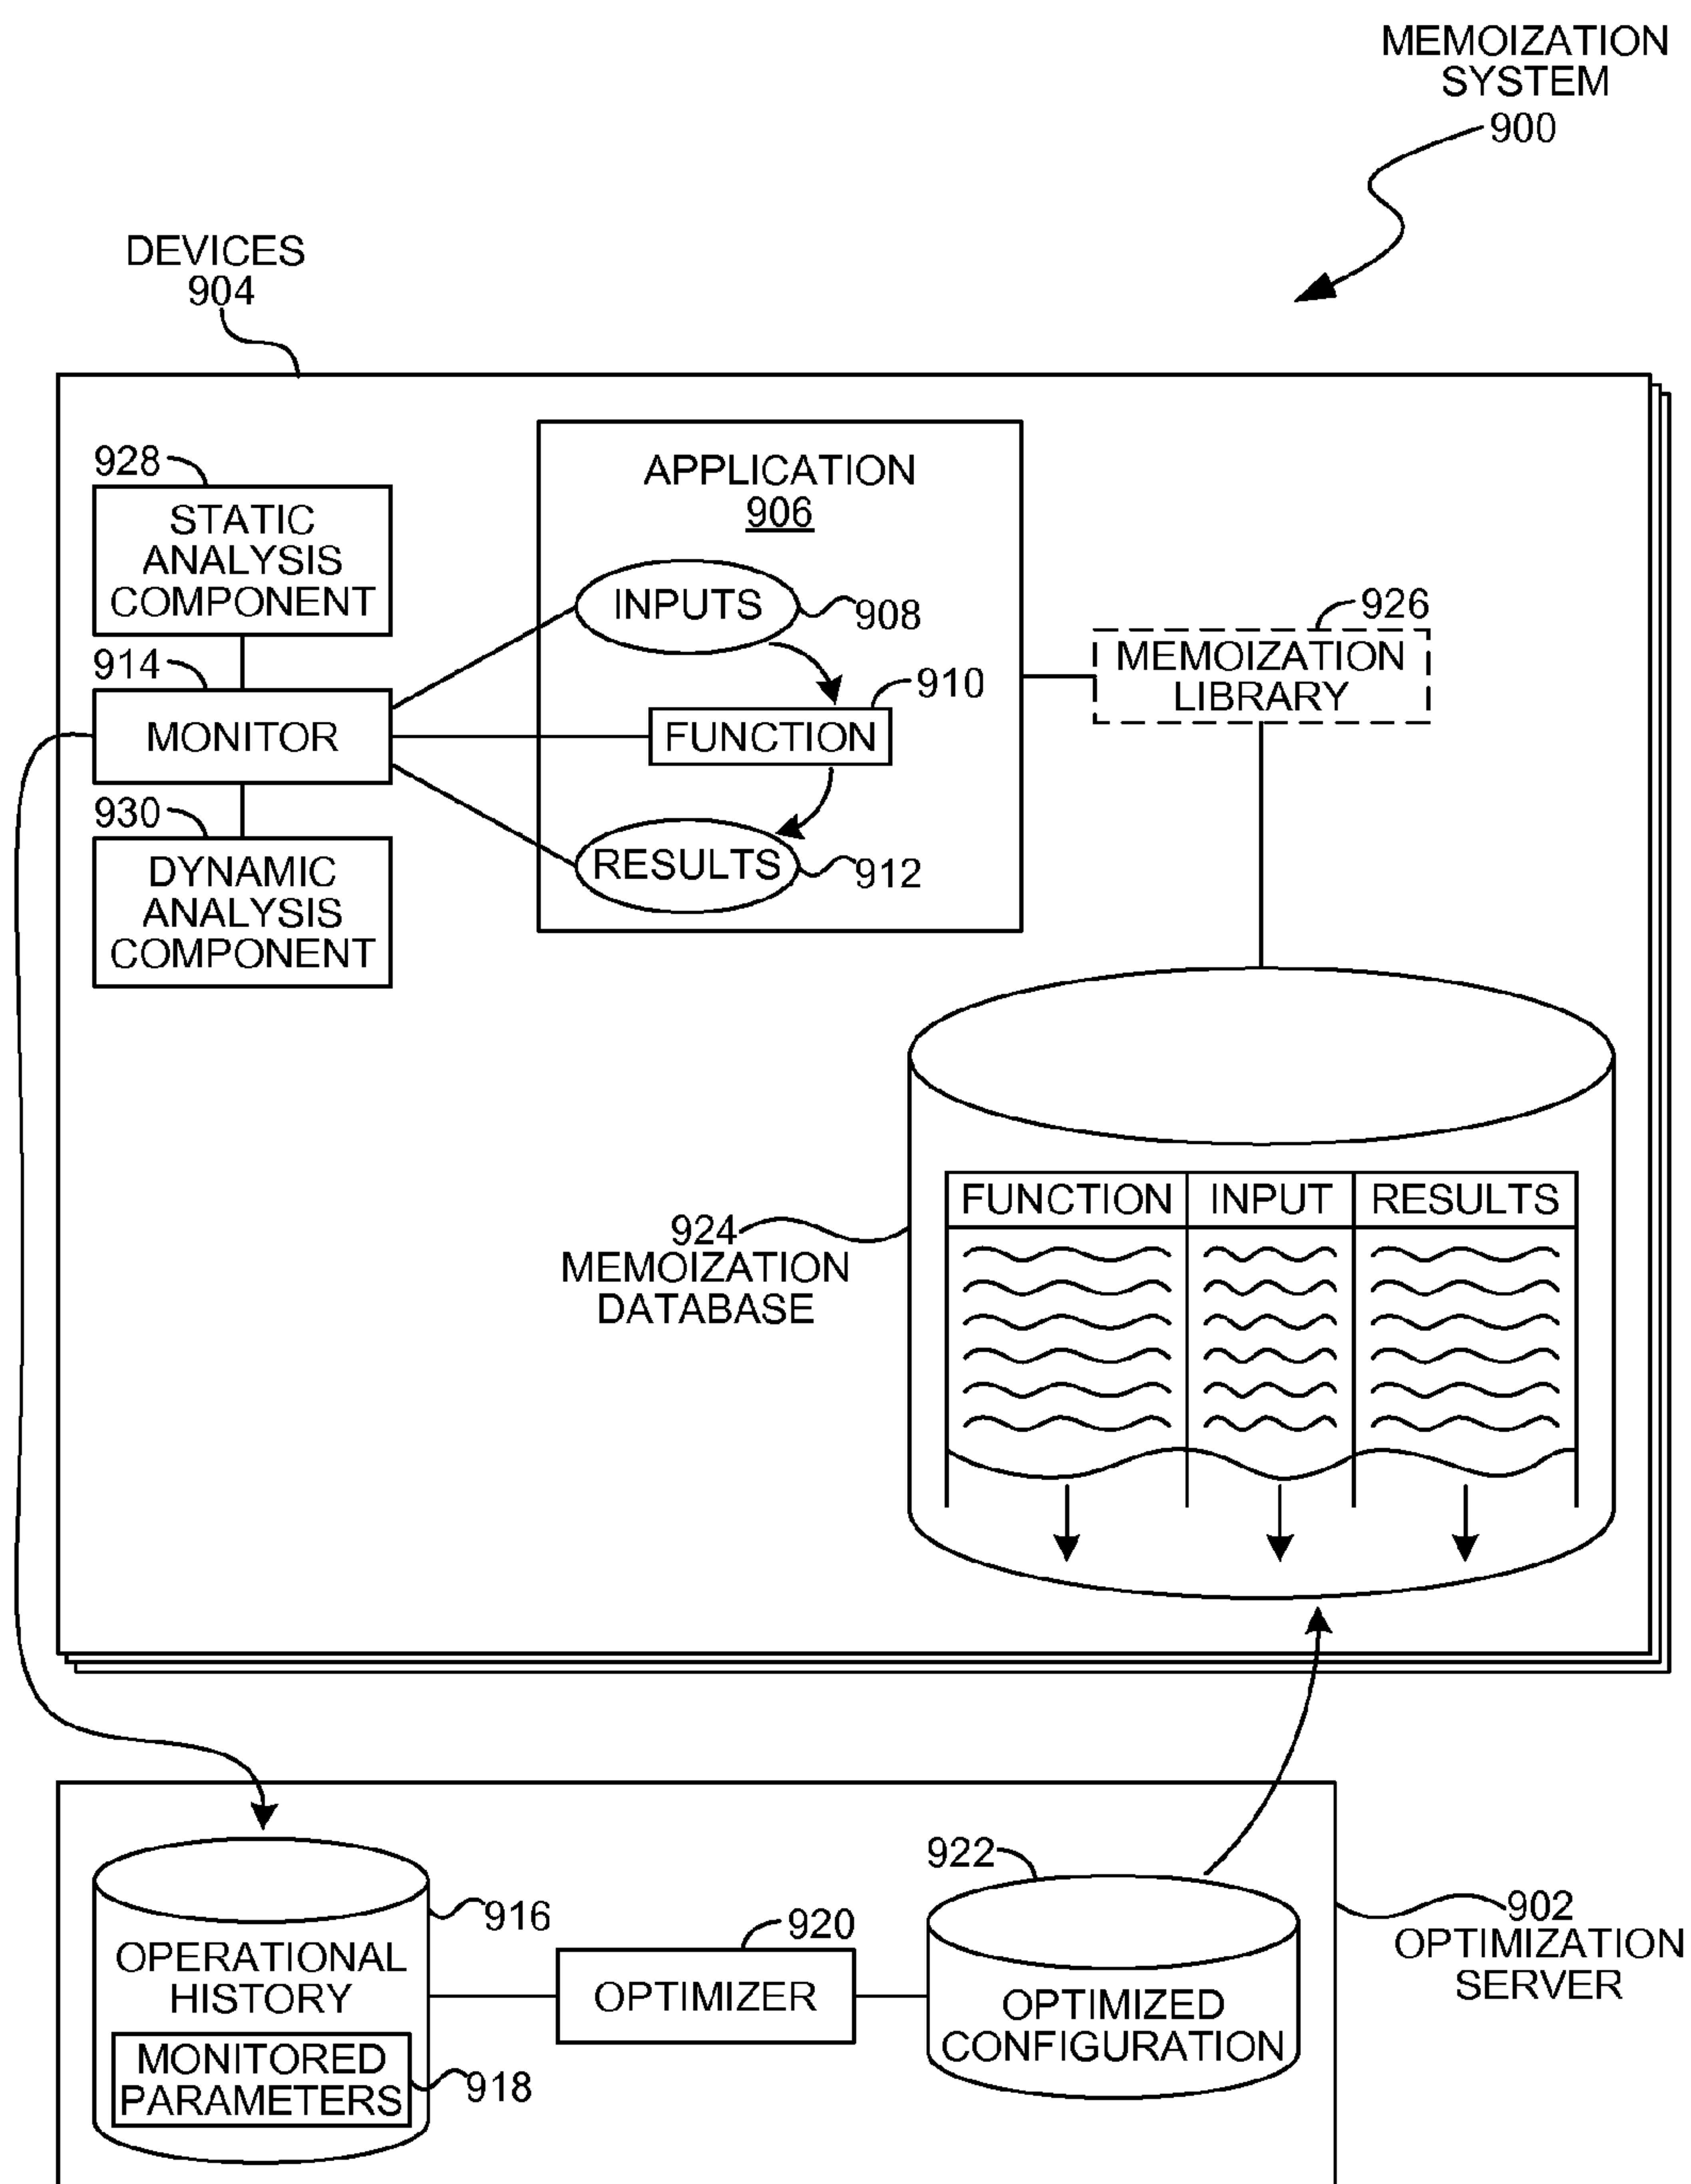 MEMOIZATION
SYSTEM
900
DEVICES
904
928
STATIC
ANALYSIS
COMPONENT
914
MONITOR
930
DYNAMIC
ANALYSIS
COMPONENT
APPLICATION
906
INPUTS
908
910
FUNCTION
RESULTS
912
926
MEMOIZATION
LIBRARY
924
MEMOIZATION
DATABASE
FUNCTION INPUT RESULTS
916
OPERATIONAL
HISTORY
MONITORED
PARAMETERS
918
920
OPTIMIZER
922
OPTIMIZED
CONFIGURATION
902
OPTIMIZATION
SERVER